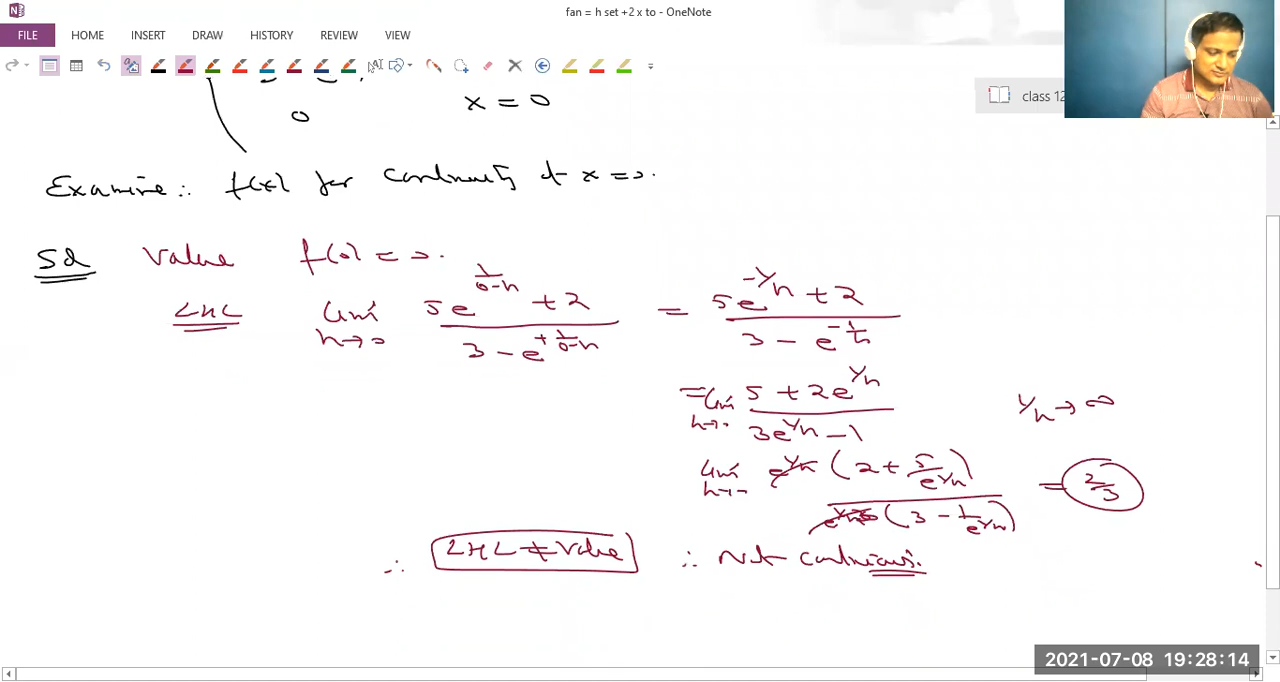 fan = h set +2 x to - OneNote
FILE HOME INSERT DRAW HISTORY REVIEW VIEW
class 12
0 x = 0
Examine :. f(x) for continuity at x = 0.
Sol Value f(0) = 0.
LHL lim h→0 5e^(1/(0-h)) + 2 / 3 - e^(+1/(0-h)) = 5e^(-1/h) + 2 / 3 - e^(-1/h)
= lim h→0 5 + 2e^(1/h) / 3e^(1/h) - 1 1/h → ∞
lim h→0 e^(1/h) (2 + 5/e^(1/h)) / e^(1/h) (3 - 1/e^(1/h)) = 2/3
∴ LHL ≠ Value ∴ Not continuous.
2021-07-08 19:28:14